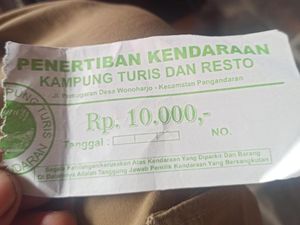 PENERTIBAN KENDARAAN
KAMPUNG TURIS DAN RESTO
Jl. Pamugaran Desa Wonoharjo - Kecamatan Pangandaran
Rp. 10.000,-
Tanggal : NO.
Segala Kehilangan/kerusakan Atas Kendaraan Yang Diparkir Dan Barang
Di Dalamnya Adalah Tanggung Jawab Pemilik Kendaraan Yang Bersangkutan